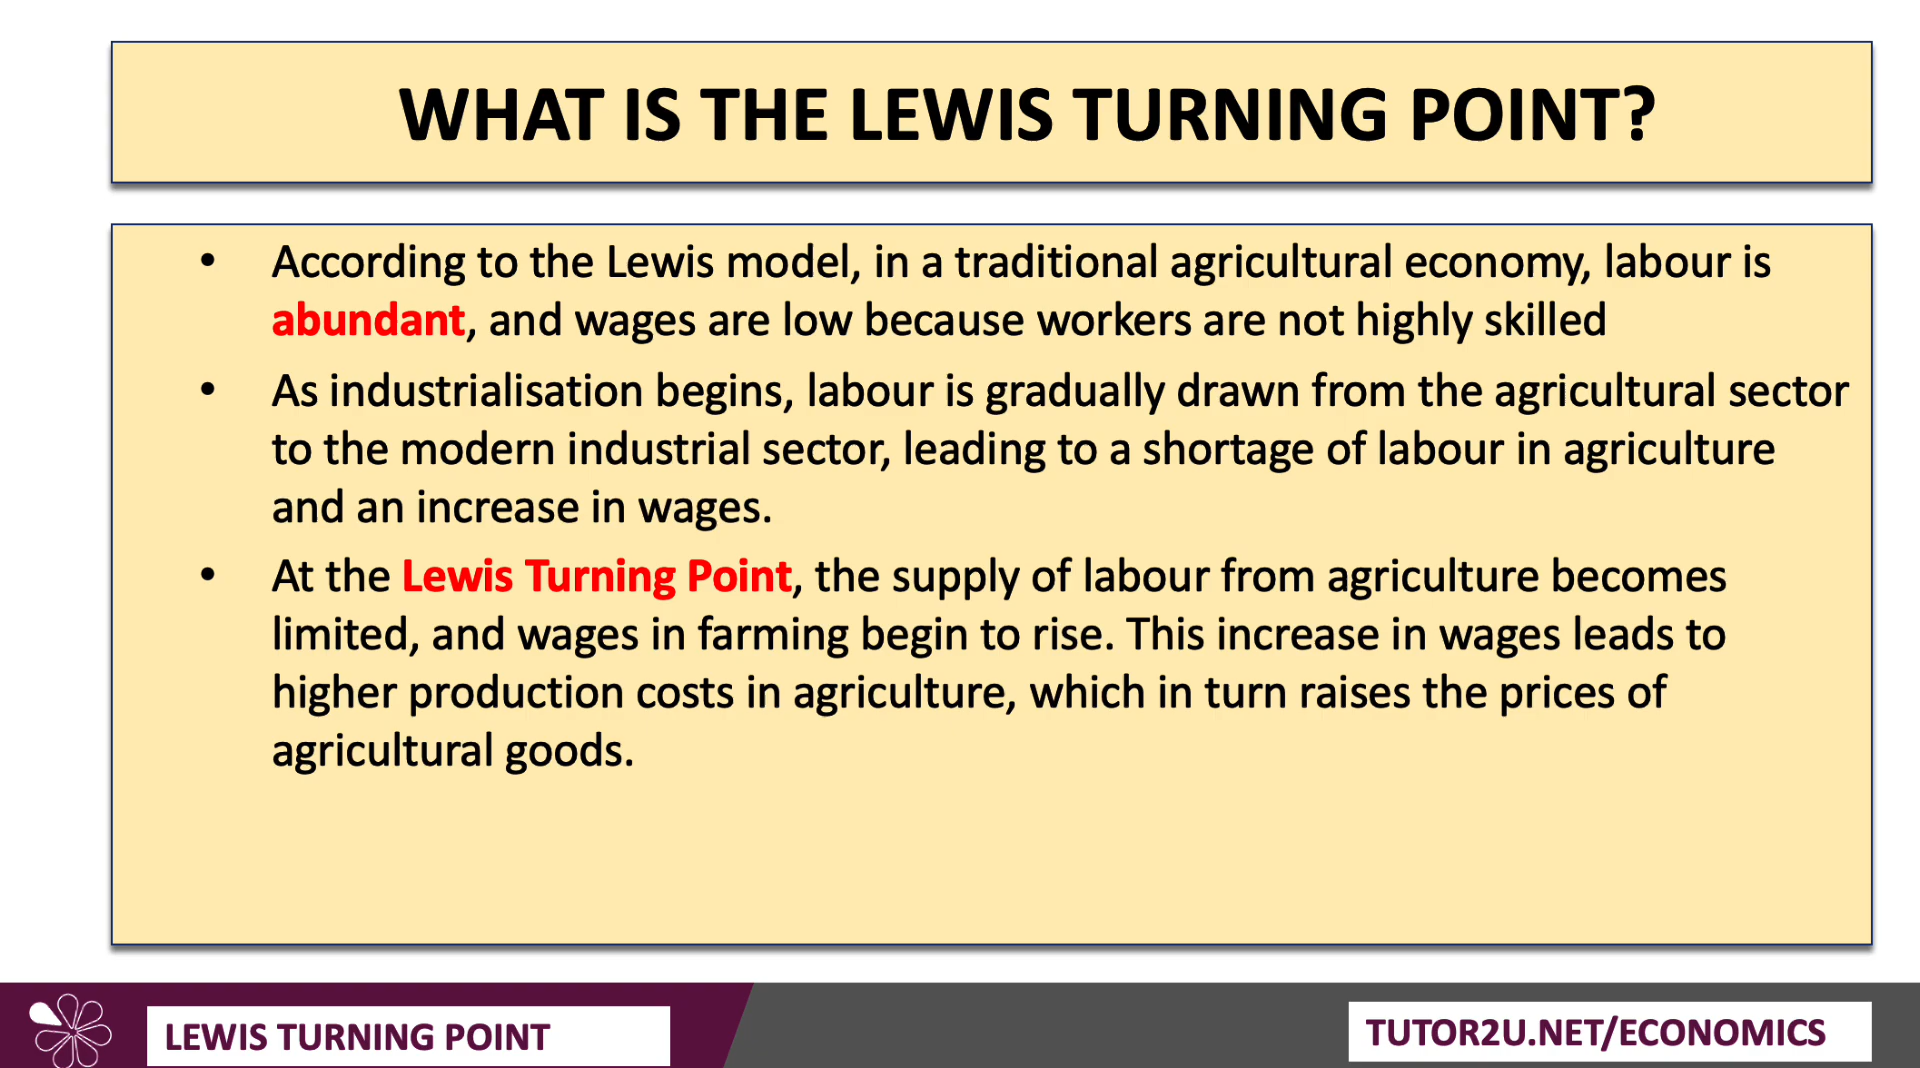 WHAT IS THE LEWIS TURNING POINT?
• According to the Lewis model, in a traditional agricultural economy, labour is
abundant, and wages are low because workers are not highly skilled
• As industrialisation begins, labour is gradually drawn from the agricultural sector
to the modern industrial sector, leading to a shortage of labour in agriculture
and an increase in wages.
• At the Lewis Turning Point, the supply of labour from agriculture becomes
limited, and wages in farming begin to rise. This increase in wages leads to
higher production costs in agriculture, which in turn raises the prices of
agricultural goods.
LEWIS TURNING POINT
TUTOR2U.NET/ECONOMICS